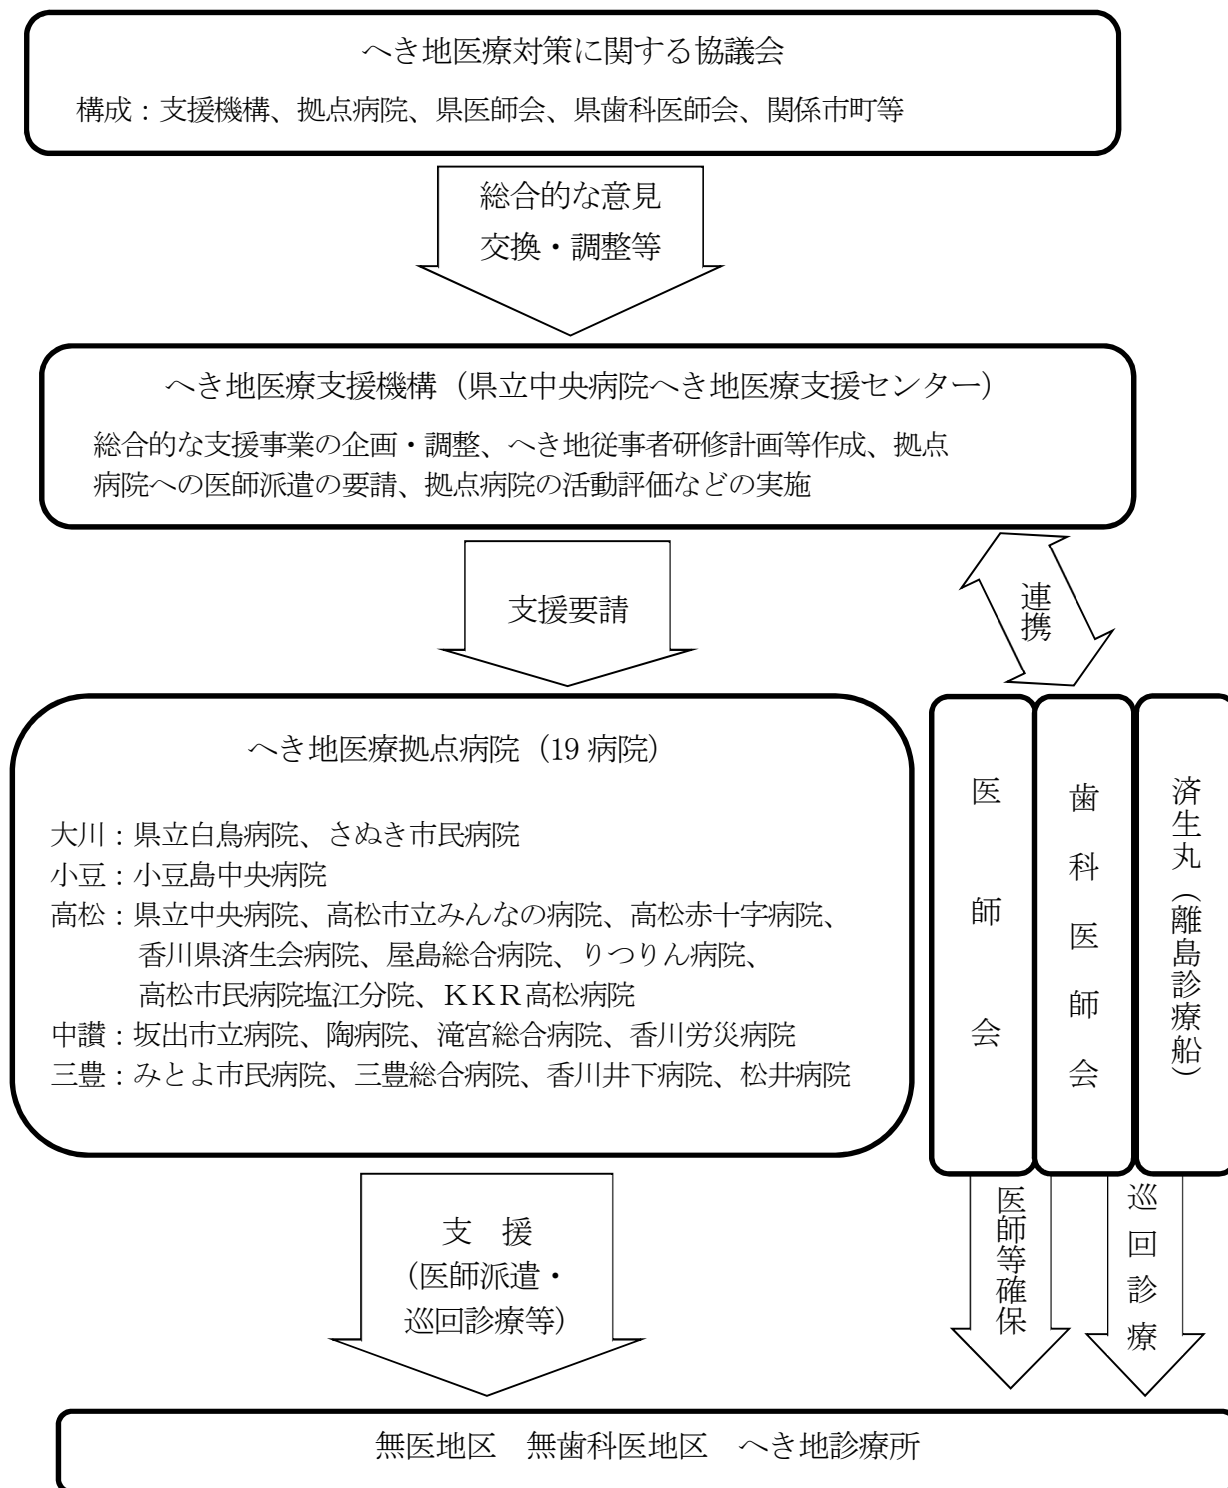 へき地医療対策に関する協議会
構成：支援機構、拠点病院、県医師会、県歯科医師会、関係市町等
総合的な意見
交換・調整等
へき地医療支援機構（県立中央病院へき地医療支援センター）
総合的な支援事業の企画・調整、へき地従事者研修計画等作成、拠点
病院への医師派遣の要請、拠点病院の活動評価などの実施
支援要請
連携
へき地医療拠点病院（19 病院）
大川：県立白鳥病院、さぬき市民病院
小豆：小豆島中央病院
高松：県立中央病院、高松市立みんなの病院、高松赤十字病院、
香川県済生会病院、屋島総合病院、りつりん病院、
高松市民病院塩江分院、ＫＫＲ高松病院
中讃：坂出市立病院、陶病院、滝宮総合病院、香川労災病院
三豊：みとよ市民病院、三豊総合病院、香川井下病院、松井病院
医師会
歯科医師会
済生丸（離島診療船）
支　援
（医師派遣・
巡回診療等）
医師等確保
巡回診療
無医地区　無歯科医地区　へき地診療所